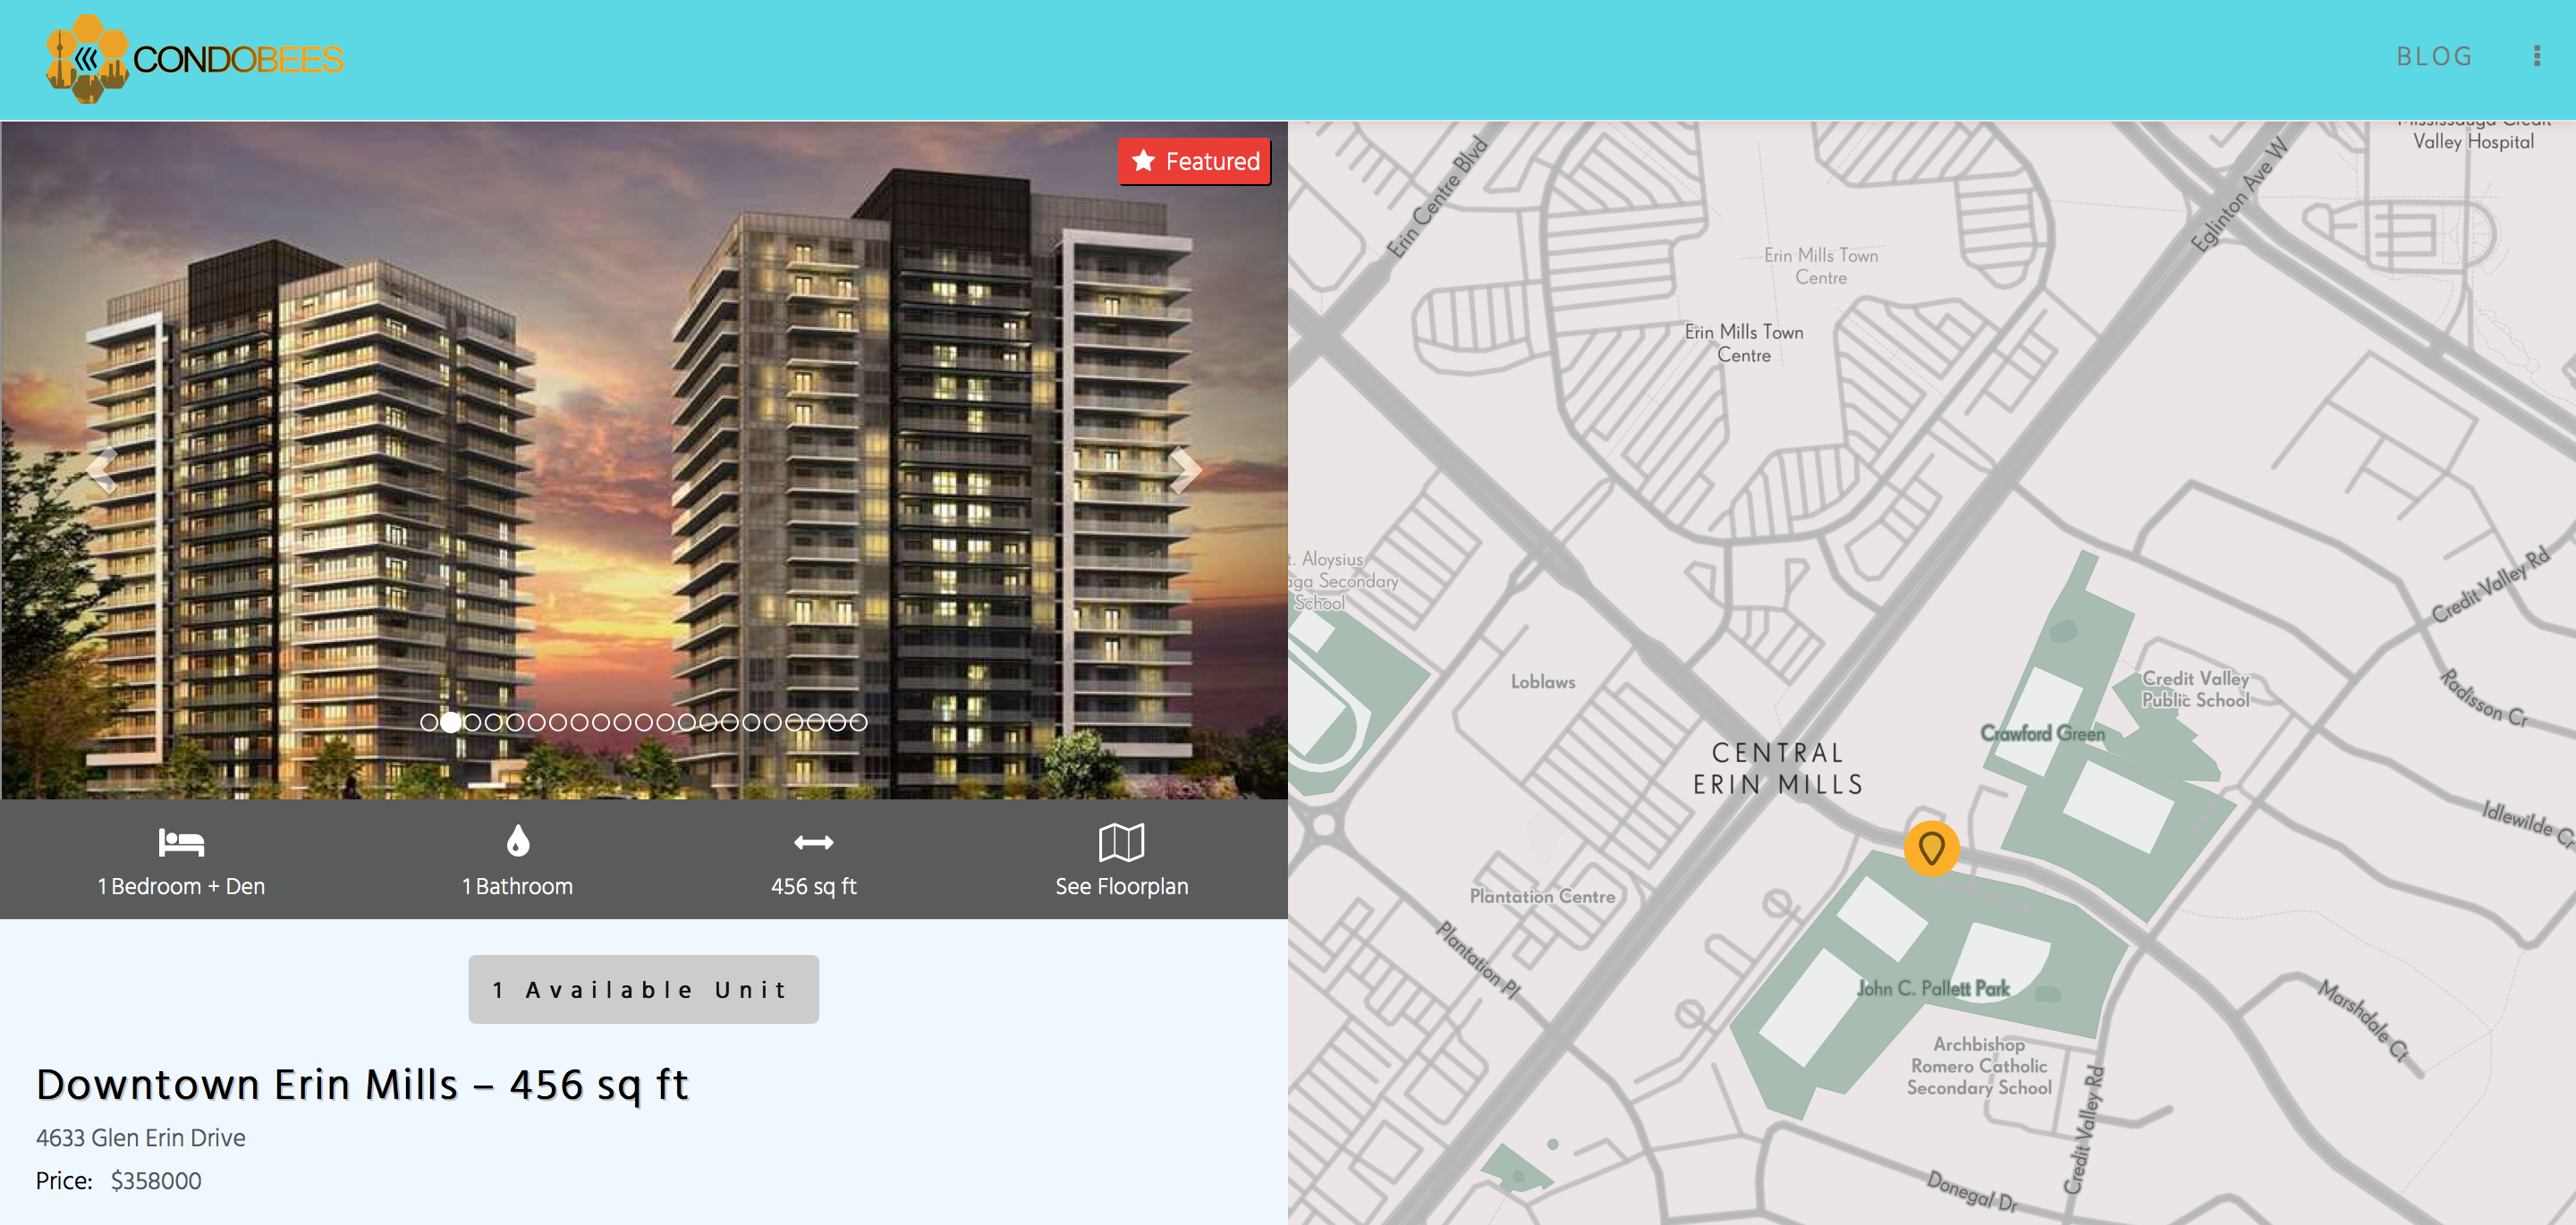 CONDOBEES
BLOG
Featured
1 Bedroom + Den
1 Bathroom
456 sq ft
See Floorplan
1 Available Unit
Downtown Erin Mills – 456 sq ft
4633 Glen Erin Drive
Price: $358000
Mississauga Credit
Valley Hospital
Erin Centre Blvd
Eglinton Ave W
Erin Mills Town
Centre
Erin Mills Town
Centre
Aloysius
Secondary
School
Loblaws
Credit Valley Rd
Radisson Cr
Credit Valley
Public School
Crawford Green
CENTRAL
ERIN MILLS
Idlewilde Cr
Plantation Centre
Plantation Pl
John C. Pallett Park
Marshdale Ct
Archbishop
Romero Catholic
Secondary School
Credit Valley Rd
Donegal Dr